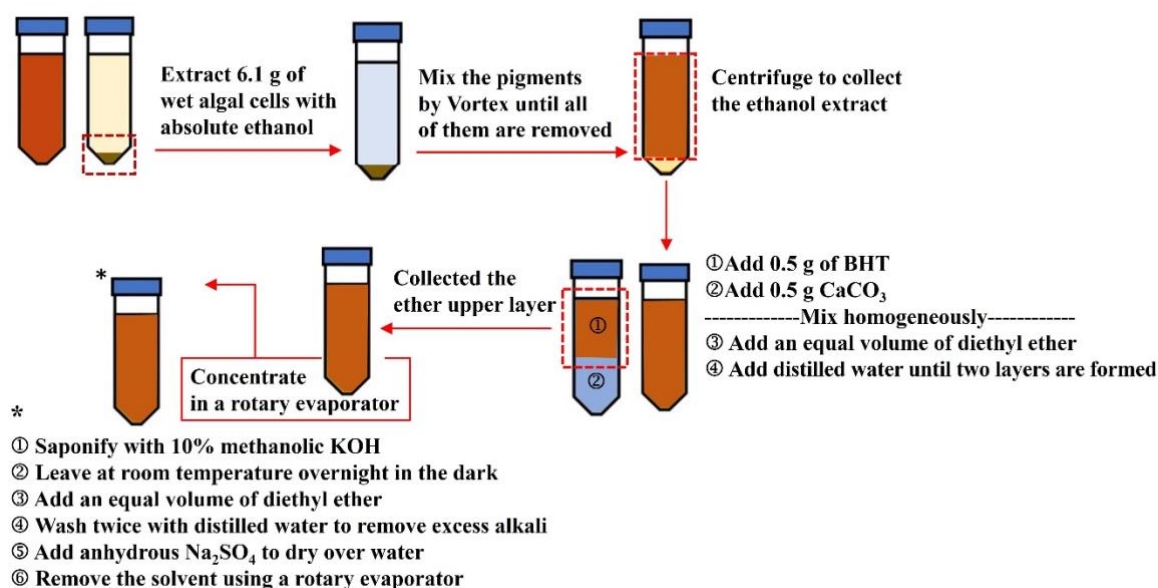 Extract 6.1 g of
wet algal cells with
absolute ethanol
Mix the pigments
by Vortex until all
of them are removed
Centrifuge to collect
the ethanol extract
①Add 0.5 g of BHT
②Add 0.5 g CaCO₃
-------------Mix homogeneously------------
③ Add an equal volume of diethyl ether
④ Add distilled water until two layers are formed
①
②
Collected the
ether upper layer
Concentrate
in a rotary evaporator
*
*
① Saponify with 10% methanolic KOH
② Leave at room temperature overnight in the dark
③ Add an equal volume of diethyl ether
④ Wash twice with distilled water to remove excess alkali
⑤ Add anhydrous Na₂SO₄ to dry over water
⑥ Remove the solvent using a rotary evaporator